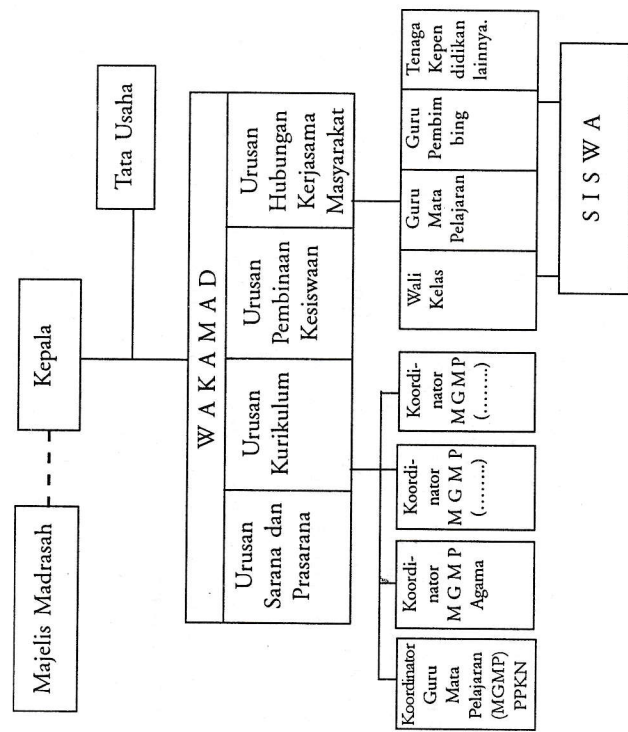 Majelis Madrasah
Kepala
Tata Usaha
W A K A M A D
Urusan
Sarana dan
Prasarana
Urusan
Kurikulum
Urusan
Pembinaan
Kesiswaan
Urusan
Hubungan
Kerjasama
Masyarakat
Koordinator
Guru
Mata
Pelajaran
(MGMP)
PPKN
Koordi-
nator
M G M P
Agama
Koordi-
nator
M G M P
(........)
Koordi-
nator
M G M P
(........)
Wali
Kelas
Guru
Mata
Pelajaran
Guru
Pembim
bing
Tenaga
Kepen
didikan
lainnya.
S I S W A